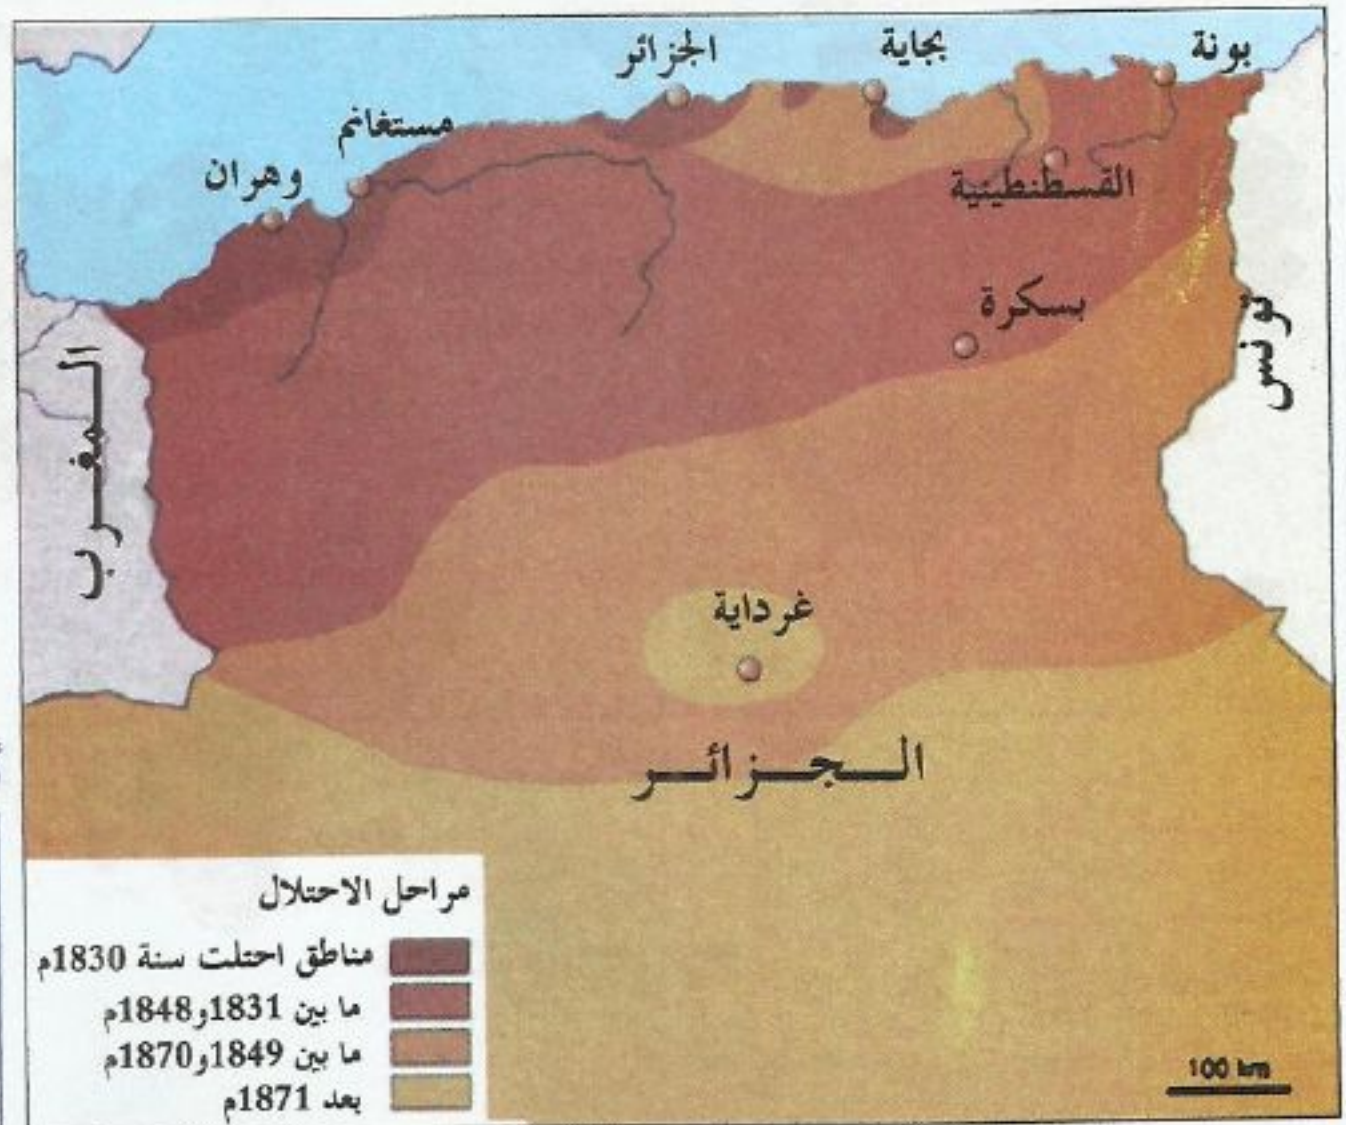 بونة
بجاية
الجزائر
مستغانم
وهران
القسطنطينية
بسكرة
تونس
المغرب
غرداية
الجزائر
مراحل الاحتلال
مناطق احتلت سنة 1830م
ما بين 1831و1848م
ما بين 1849و1870م
بعد 1871م
100 km